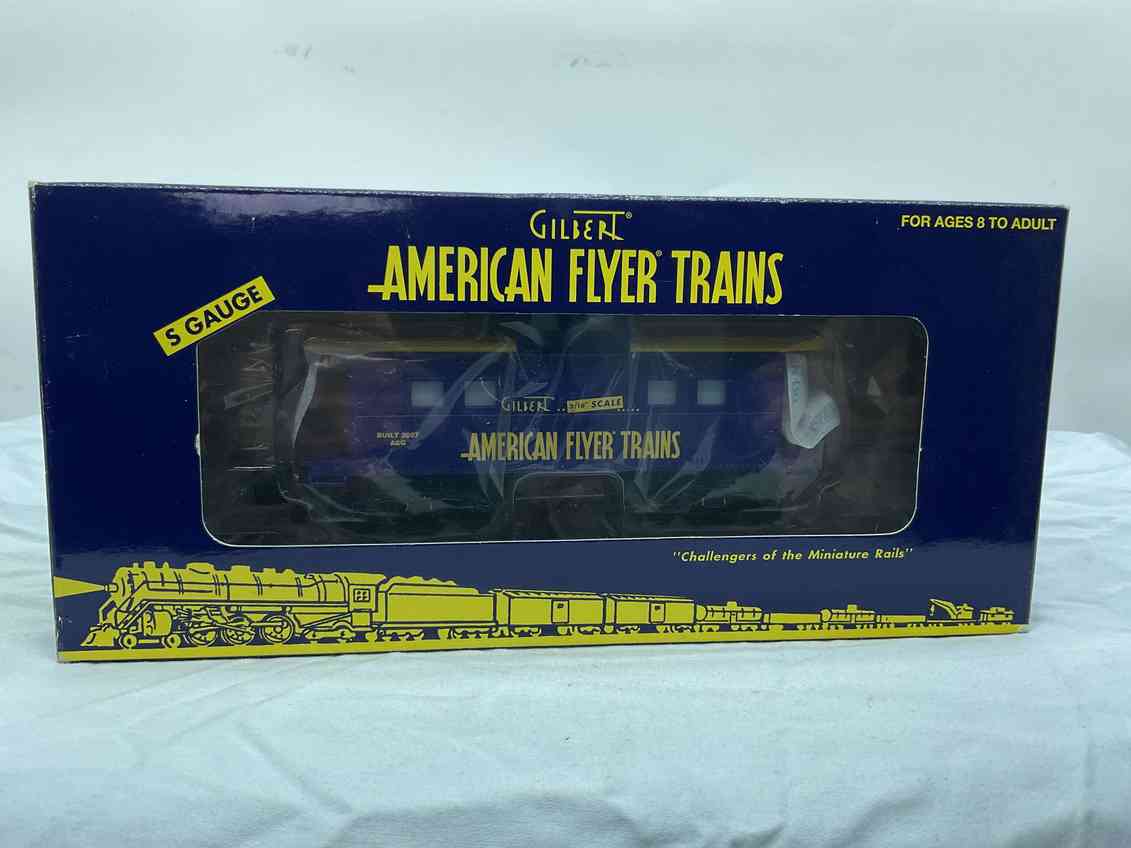 GILBERT®
FOR AGES 8 TO ADULT
AMERICAN FLYER® TRAINS
S GAUGE
GILBERT ..3/16" SCALE.....
BUILT 2007
A&G
AMERICAN FLYER® TRAINS
"Challengers of the Miniature Rails"